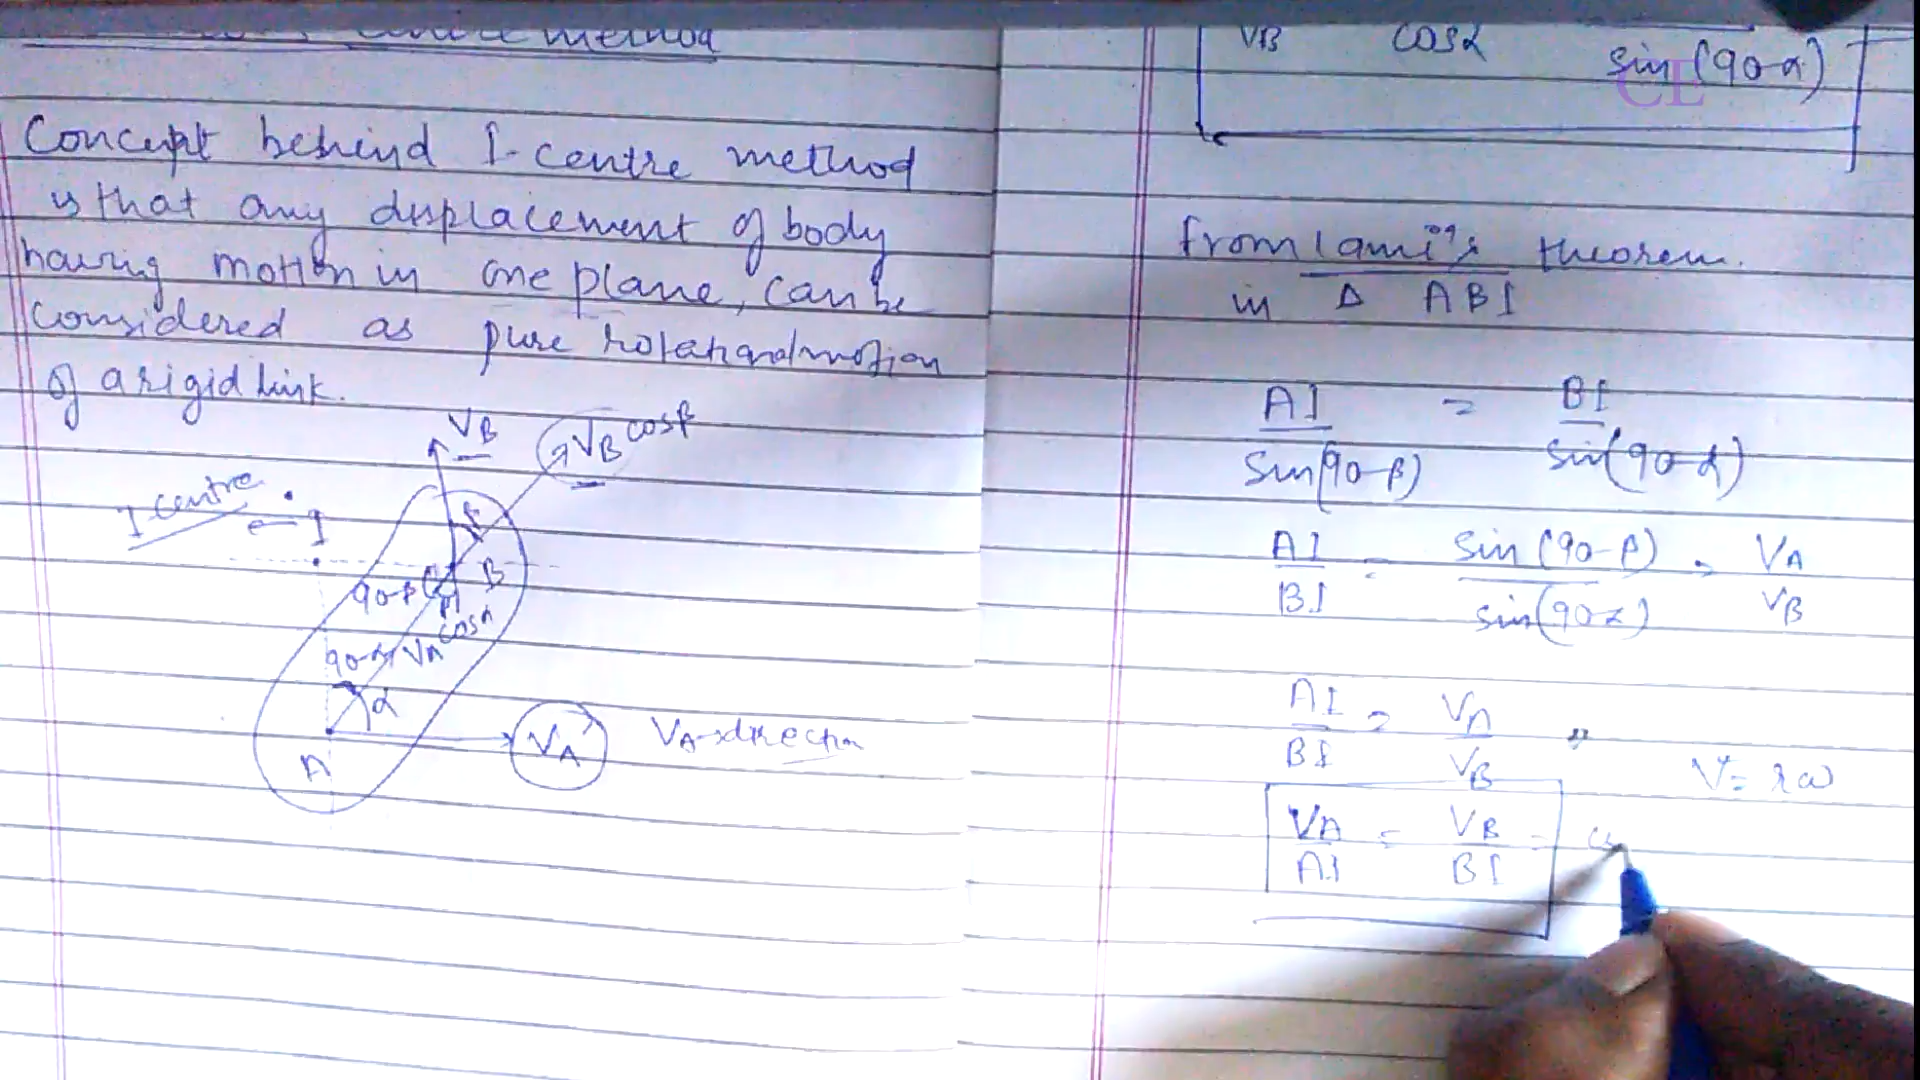 centre method
Concept behind I-centre method
is that any displacement of body
having motion in one plane, can be
considered as pure rotational motion
of a rigid link.
VB
VB cosβ
I centre
I
β
90-β
B
VA cosα
90-α
α
A
VA
VA→direction
VB cosα sin(90-α)
CE
from lami's theorem.
in Δ ABI
AI = BI
sin(90-β) sin(90-α)
AI = sin(90-β) = VA
BI sin(90-α) VB
AI = VA
BI VB
V = rω
VA = VB =
AI BI